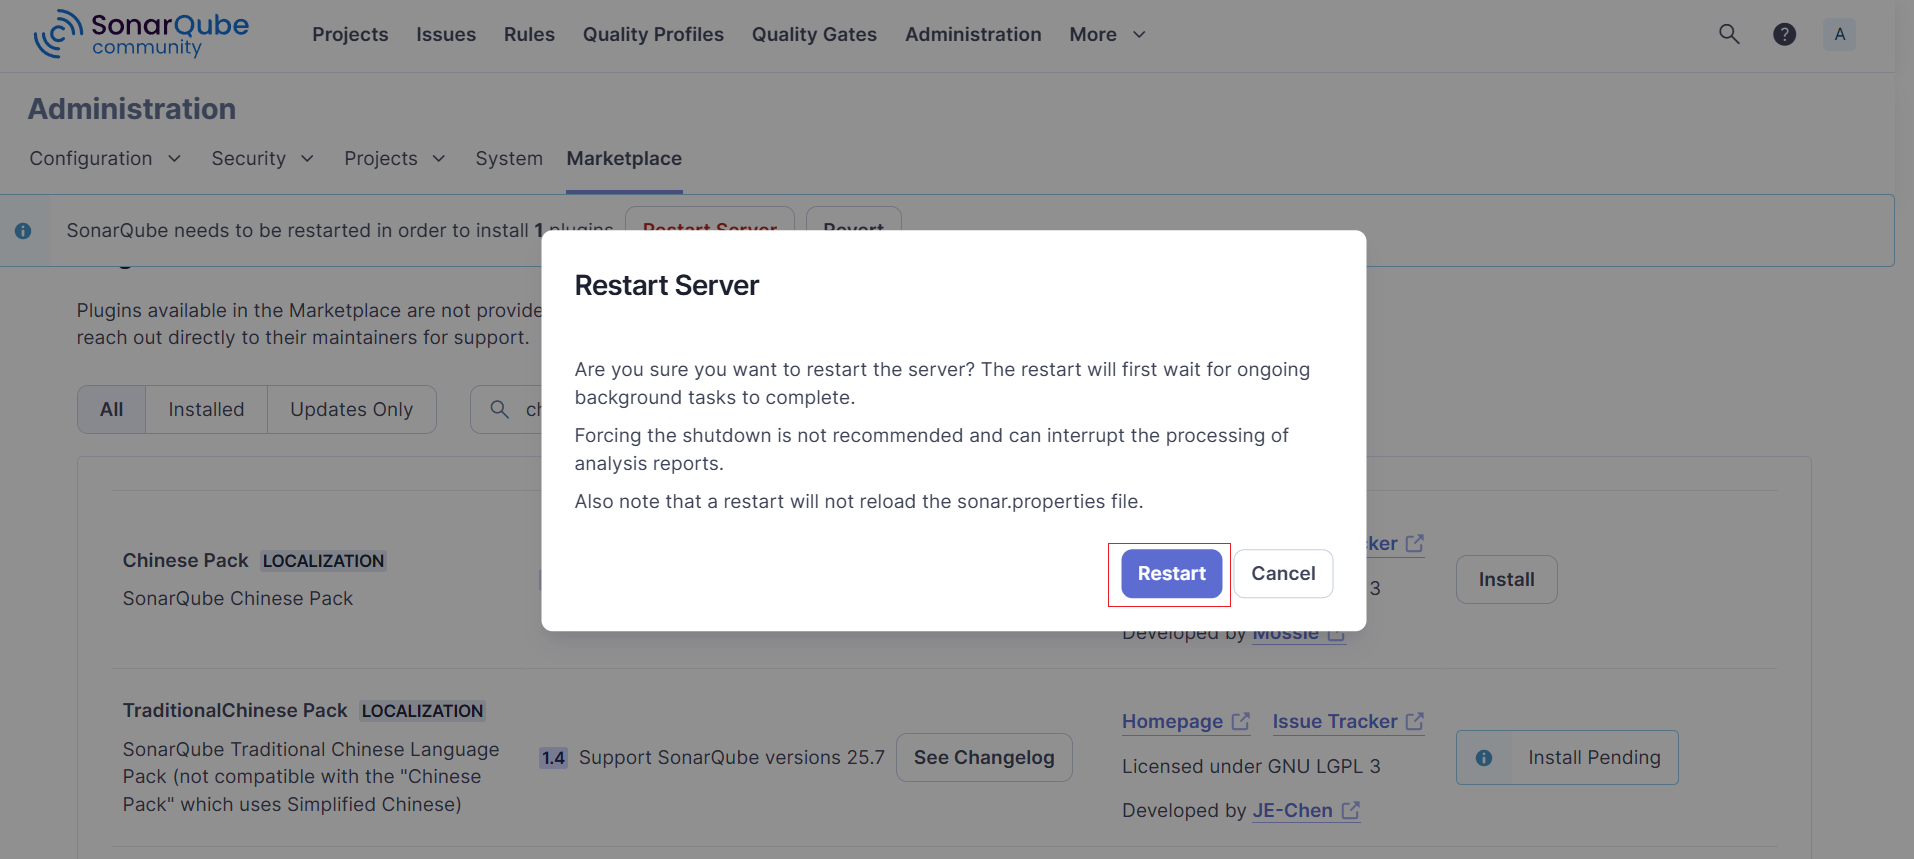 SonarQube
community
Projects Issues Rules Quality Profiles Quality Gates Administration More
A
Administration
Configuration Security Projects System Marketplace
SonarQube needs to be restarted in order to install 1 plugins Restart Server Revert
Restart Server
Plugins available in the Marketplace are not provide
reach out directly to their maintainers for support.
Are you sure you want to restart the server? The restart will first wait for ongoing
background tasks to complete.
All Installed Updates Only ch
Forcing the shutdown is not recommended and can interrupt the processing of
analysis reports.
Also note that a restart will not reload the sonar.properties file.
Restart Cancel
Chinese Pack LOCALIZATION
SonarQube Chinese Pack
cker
3
Install
Developed by Mossle
TraditionalChinese Pack LOCALIZATION
SonarQube Traditional Chinese Language
Pack (not compatible with the "Chinese
Pack" which uses Simplified Chinese)
1.4 Support SonarQube versions 25.7 See Changelog
Homepage Issue Tracker
Licensed under GNU LGPL 3
Developed by JE-Chen
Install Pending